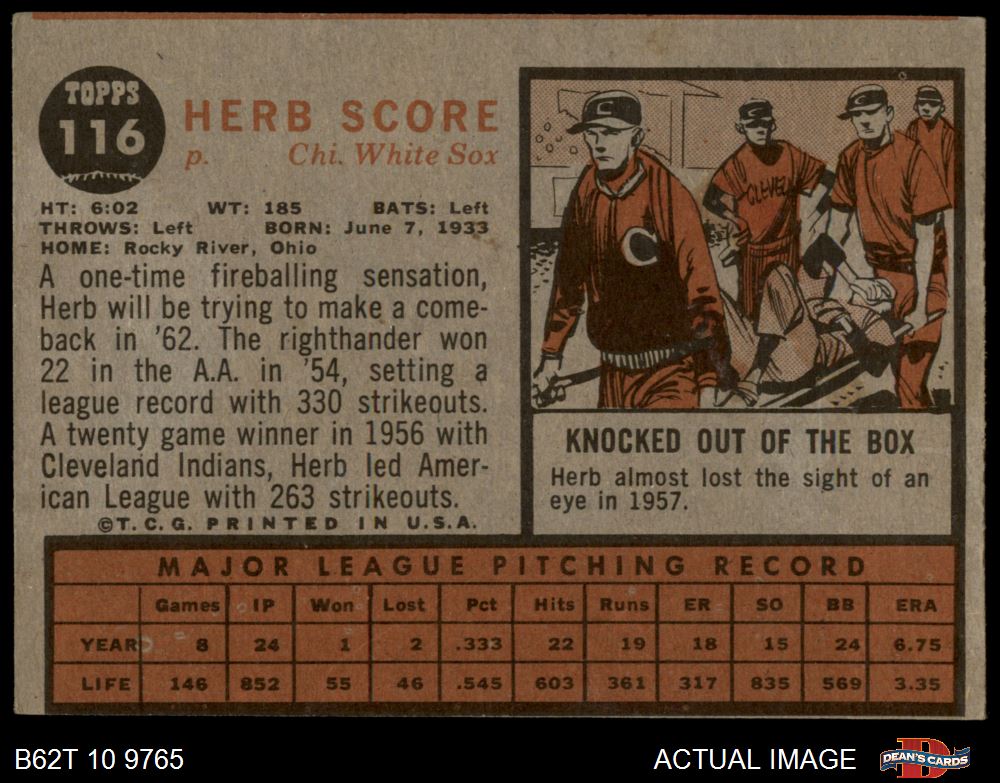 TOPPS
116
HERB SCORE
p. Chi. White Sox
HT: 6:02 WT: 185 BATS: Left
THROWS: Left BORN: June 7, 1933
HOME: Rocky River, Ohio
A one-time fireballing sensation,
Herb will be trying to make a come-
back in '62. The righthander won
22 in the A.A. in '54, setting a
league record with 330 strikeouts.
A twenty game winner in 1956 with
Cleveland Indians, Herb led Amer-
ican League with 263 strikeouts.
©T.C.G. PRINTED IN U.S.A.
C
C
CLEVEL
C
KNOCKED OUT OF THE BOX
Herb almost lost the sight of an
eye in 1957.
MAJOR LEAGUE PITCHING RECORD
Games IP Won Lost Pct Hits Runs ER SO BB ERA
YEAR 8 24 1 2 .333 22 19 18 15 24 6.75
LIFE 146 852 55 46 .545 603 361 317 835 569 3.35
B62T 10 9765
ACTUAL IMAGE
D
DEAN'S CARDS